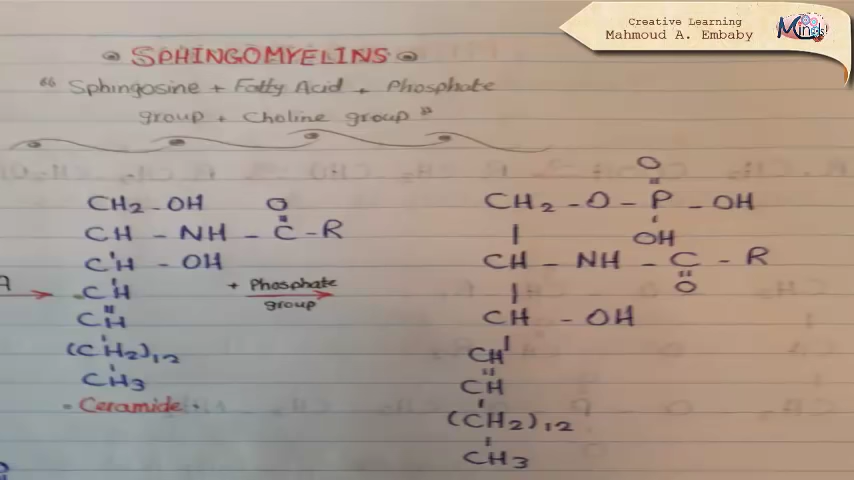 Creative Learning
Mahmoud A. Embaby
Minds
SPHINGOMYELINS
“ Sphingosine + Fatty Acid + Phosphate
group + Choline group "
CH2 - OH
O
CH - NH - C - R
CH - OH
CH
CH
(CH2)12
CH3
- Ceramide -
+ Phosphate
group
O
CH2 - O - P - OH
OH
CH - NH - C - R
O
CH - OH
CH
CH
(CH2)12
CH3